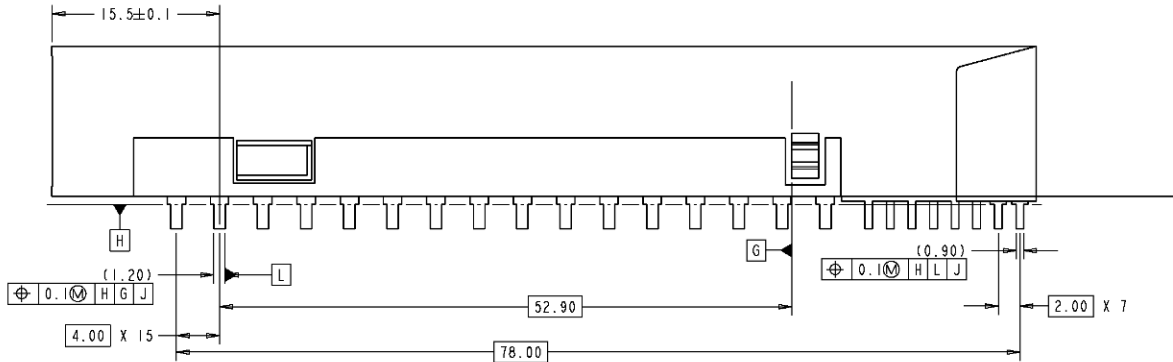 15.5±0.1
H
G
(0.90)
⌖ 0.1Ⓜ H L J
(1.20)
L
⌖ 0.1Ⓜ H G J
52.90
2.00 X 7
4.00 X 15
78.00